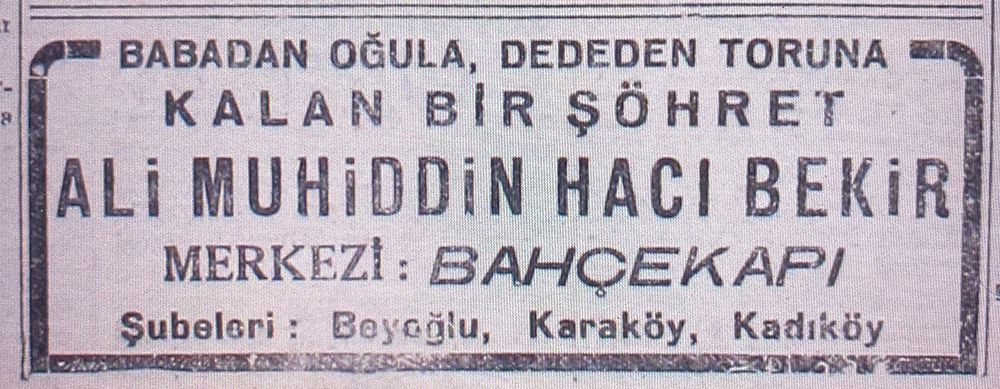 BABADAN OĞULA, DEDEDEN TORUNA
KALAN BİR ŞÖHRET
ALİ MUHİDDİN HACI BEKİR
MERKEZİ : BAHÇEKAPI
Şubeleri : Beyoğlu, Karaköy, Kadıköy